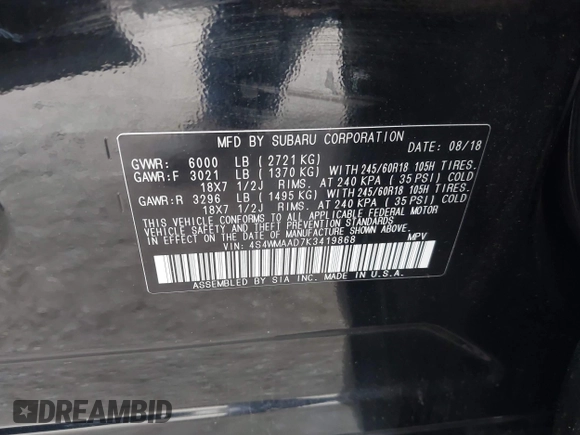 MFD BY SUBARU CORPORATION DATE: 08/18
GVWR: 6000 LB (2721 KG)
GAWR:F 3021 LB (1370 KG) WITH 245/60R18 105H TIRES.
18X7 1/2J RIMS. AT 240 KPA (35 PSI) COLD
GAWR:R 3296 LB (1495 KG) WITH 245/60R18 105H TIRES.
18X7 1/2J RIMS. AT 240 KPA (35 PSI) COLD
THIS VEHICLE CONFORMS TO ALL APPLICABLE FEDERAL MOTOR
VEHICLE SAFETY AND THEFT PREVENTION STANDARDS
IN EFFECT ON THE DATE OF MANUFACTURE SHOWN ABOVE.
VIN: 4S4WMAAD7K3419868 MPV
ASSEMBLED BY SIA INC. MADE IN U.S.A.
DREAMBID